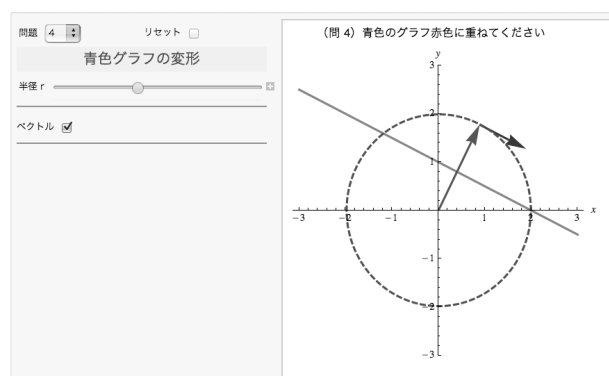 問題 4 リセット
青色グラフの変形
半径 r
ベクトル
(問 4) 青色のグラフ赤色に重ねてください
y
3
2
1
-3 -2 -1 1 2 3 x
-1
-2
-3